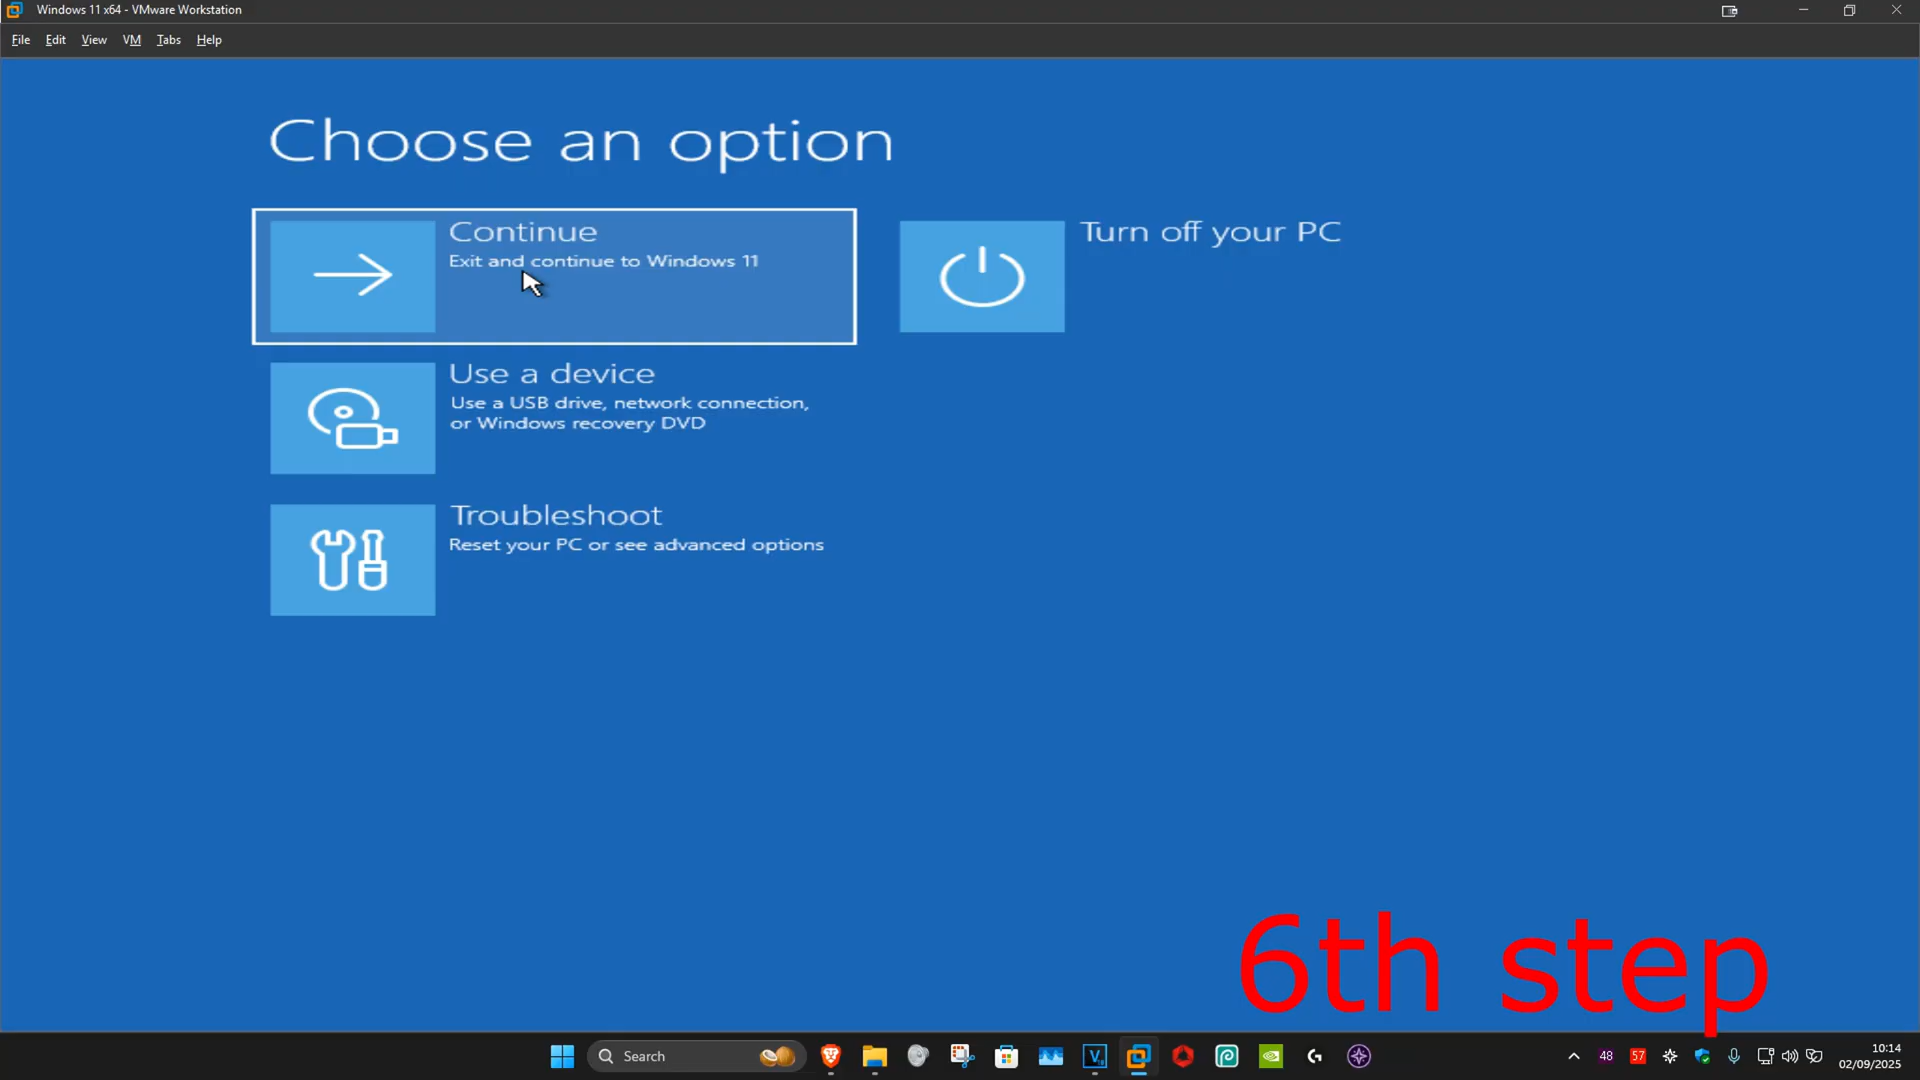 Windows 11 x64 - VMware Workstation
File Edit View VM Tabs Help
Choose an option
Continue
Exit and continue to Windows 11
Turn off your PC
Use a device
Use a USB drive, network connection,
or Windows recovery DVD
Troubleshoot
Reset your PC or see advanced options
6th step
Search
48 57
10:14
02/09/2025